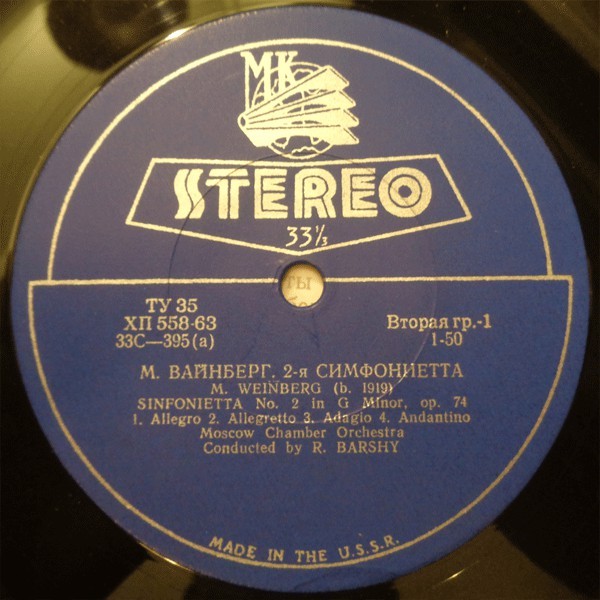 МК
STEREO
33⅓
ты
ТУ 35
ХП 558-63
33С—395(а)
Вторая гр.-1
1-50
М. ВАЙНБЕРГ. 2-я СИМФОНИЕТТА
M. WEINBERG (b. 1919)
SINFONIETTA No. 2 in G Minor, op. 74
1. Allegro 2. Allegretto 3. Adagio 4. Andantino
Moscow Chamber Orchestra
Conducted by R. BARSHY
MADE IN THE U.S.S.R.